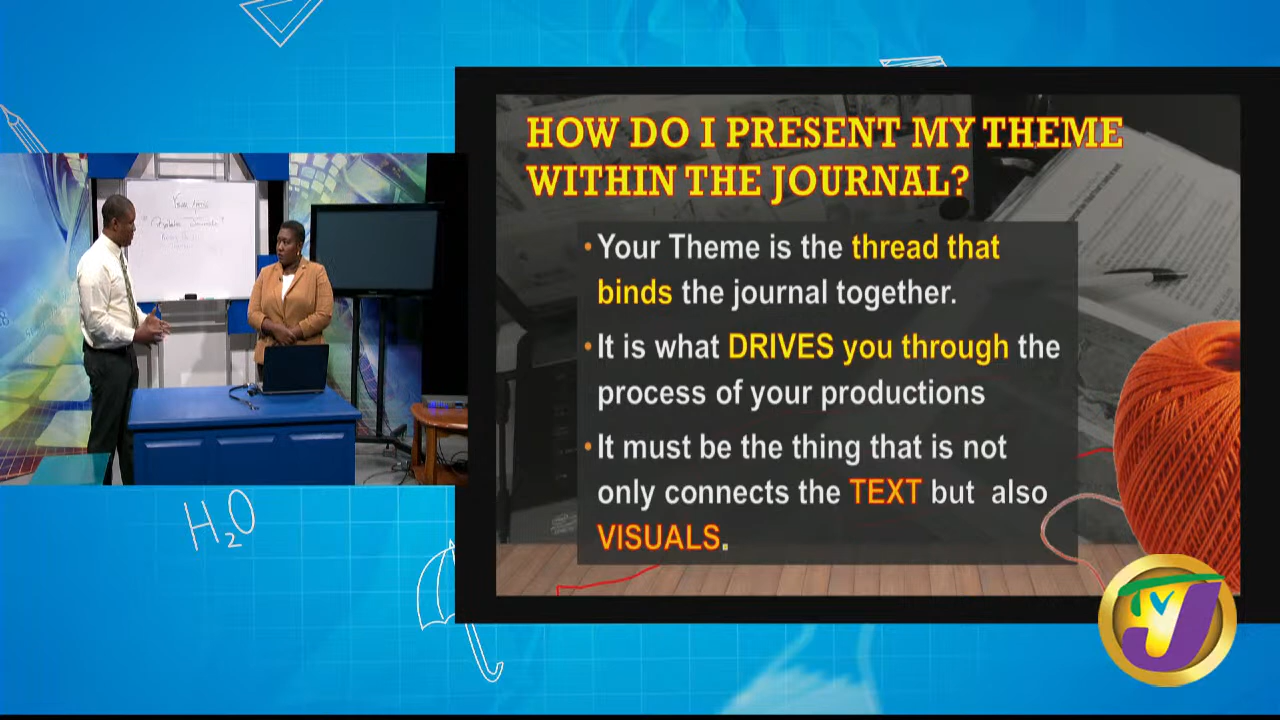 HOW DO I PRESENT MY THEME
WITHIN THE JOURNAL?
•Your Theme is the thread that
binds the journal together.
•It is what DRIVES you through the
process of your productions
•It must be the thing that is not
only connects the TEXT but also
VISUALS.
H2O
TVJ